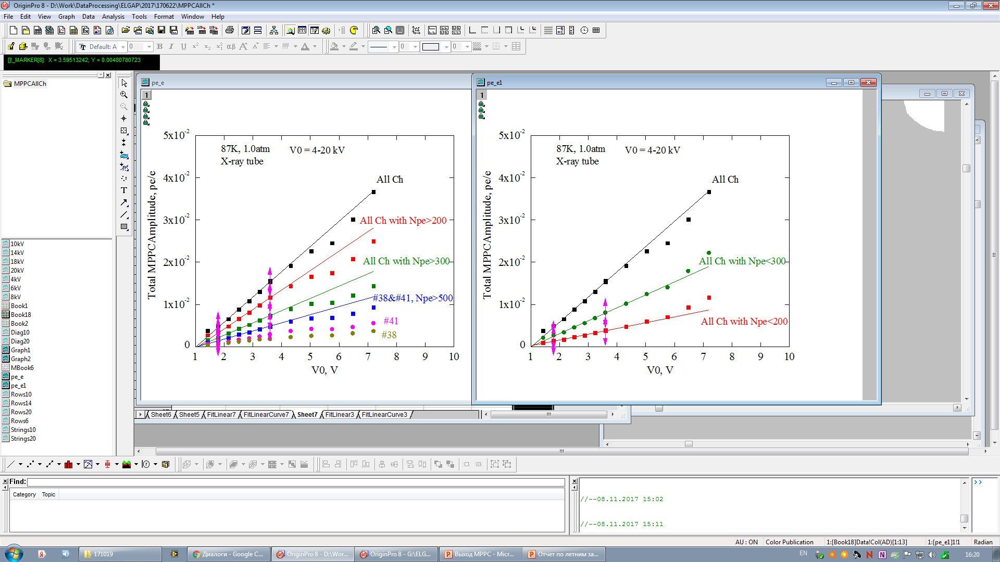 OriginPro 8 - D:\Work\DataProcessing\ELGAP\2017\170622\MPPCAllCh *
File Edit View Graph Data Analysis Tools Format Window Help
Default: A 0
B I U x² x₂ αβ A A
0 0
[]!_MARKER[8]: X = 3.59513242; Y = 0.00480780723
MPPCAllCh
10kV
14kV
18kV
20kV
4kV
6kV
8kV
Book1
Book18
Book2
Diag10
Diag20
Graph1
Graph2
MBook6
pe_e
pe_e1
Rows10
Rows14
Rows20
Rows6
Strings10
Strings20
pe_e
1
5x10-2
4x10-2
3x10-2
2x10-2
1x10-2
0
Total MPPCAmplitude, pe/e
87K, 1.0atm
X-ray tube
V0 = 4-20 kV
All Ch
All Ch with Npe>200
All Ch with Npe>300
#38&#41, Npe>500
#41
#38
1 2 3 4 5 6 7 8 9 10
V0, V
pe_e1
1
5x10-2
4x10-2
3x10-2
2x10-2
1x10-2
0
Total MPPCAmplitude, pe/e
87K, 1.0atm
X-ray tube
V0 = 4-20 kV
All Ch
All Ch with Npe<300
All Ch with Npe<200
1 2 3 4 5 6 7 8 9 10
V0, V
Sheet6 Sheet5 FitLinear7 FitLinearCurve7 Sheet7 FitLinear3 FitLinearCurve3
Find:
Category Topic
//--08.11.2017 15:02
//--08.11.2017 15:11
>>
AU : ON Color Publication 1:[Book18]Data!Col(AD)[1:13] 1:[pe_e1]1!1 Radian
171019
Диалоги - Google C...
OriginPro 8 - D:\Wor...
OriginPro 8 - G:\ELG...
Выход MPPC - Micr...
Отчет по летним за...
EN
16:20